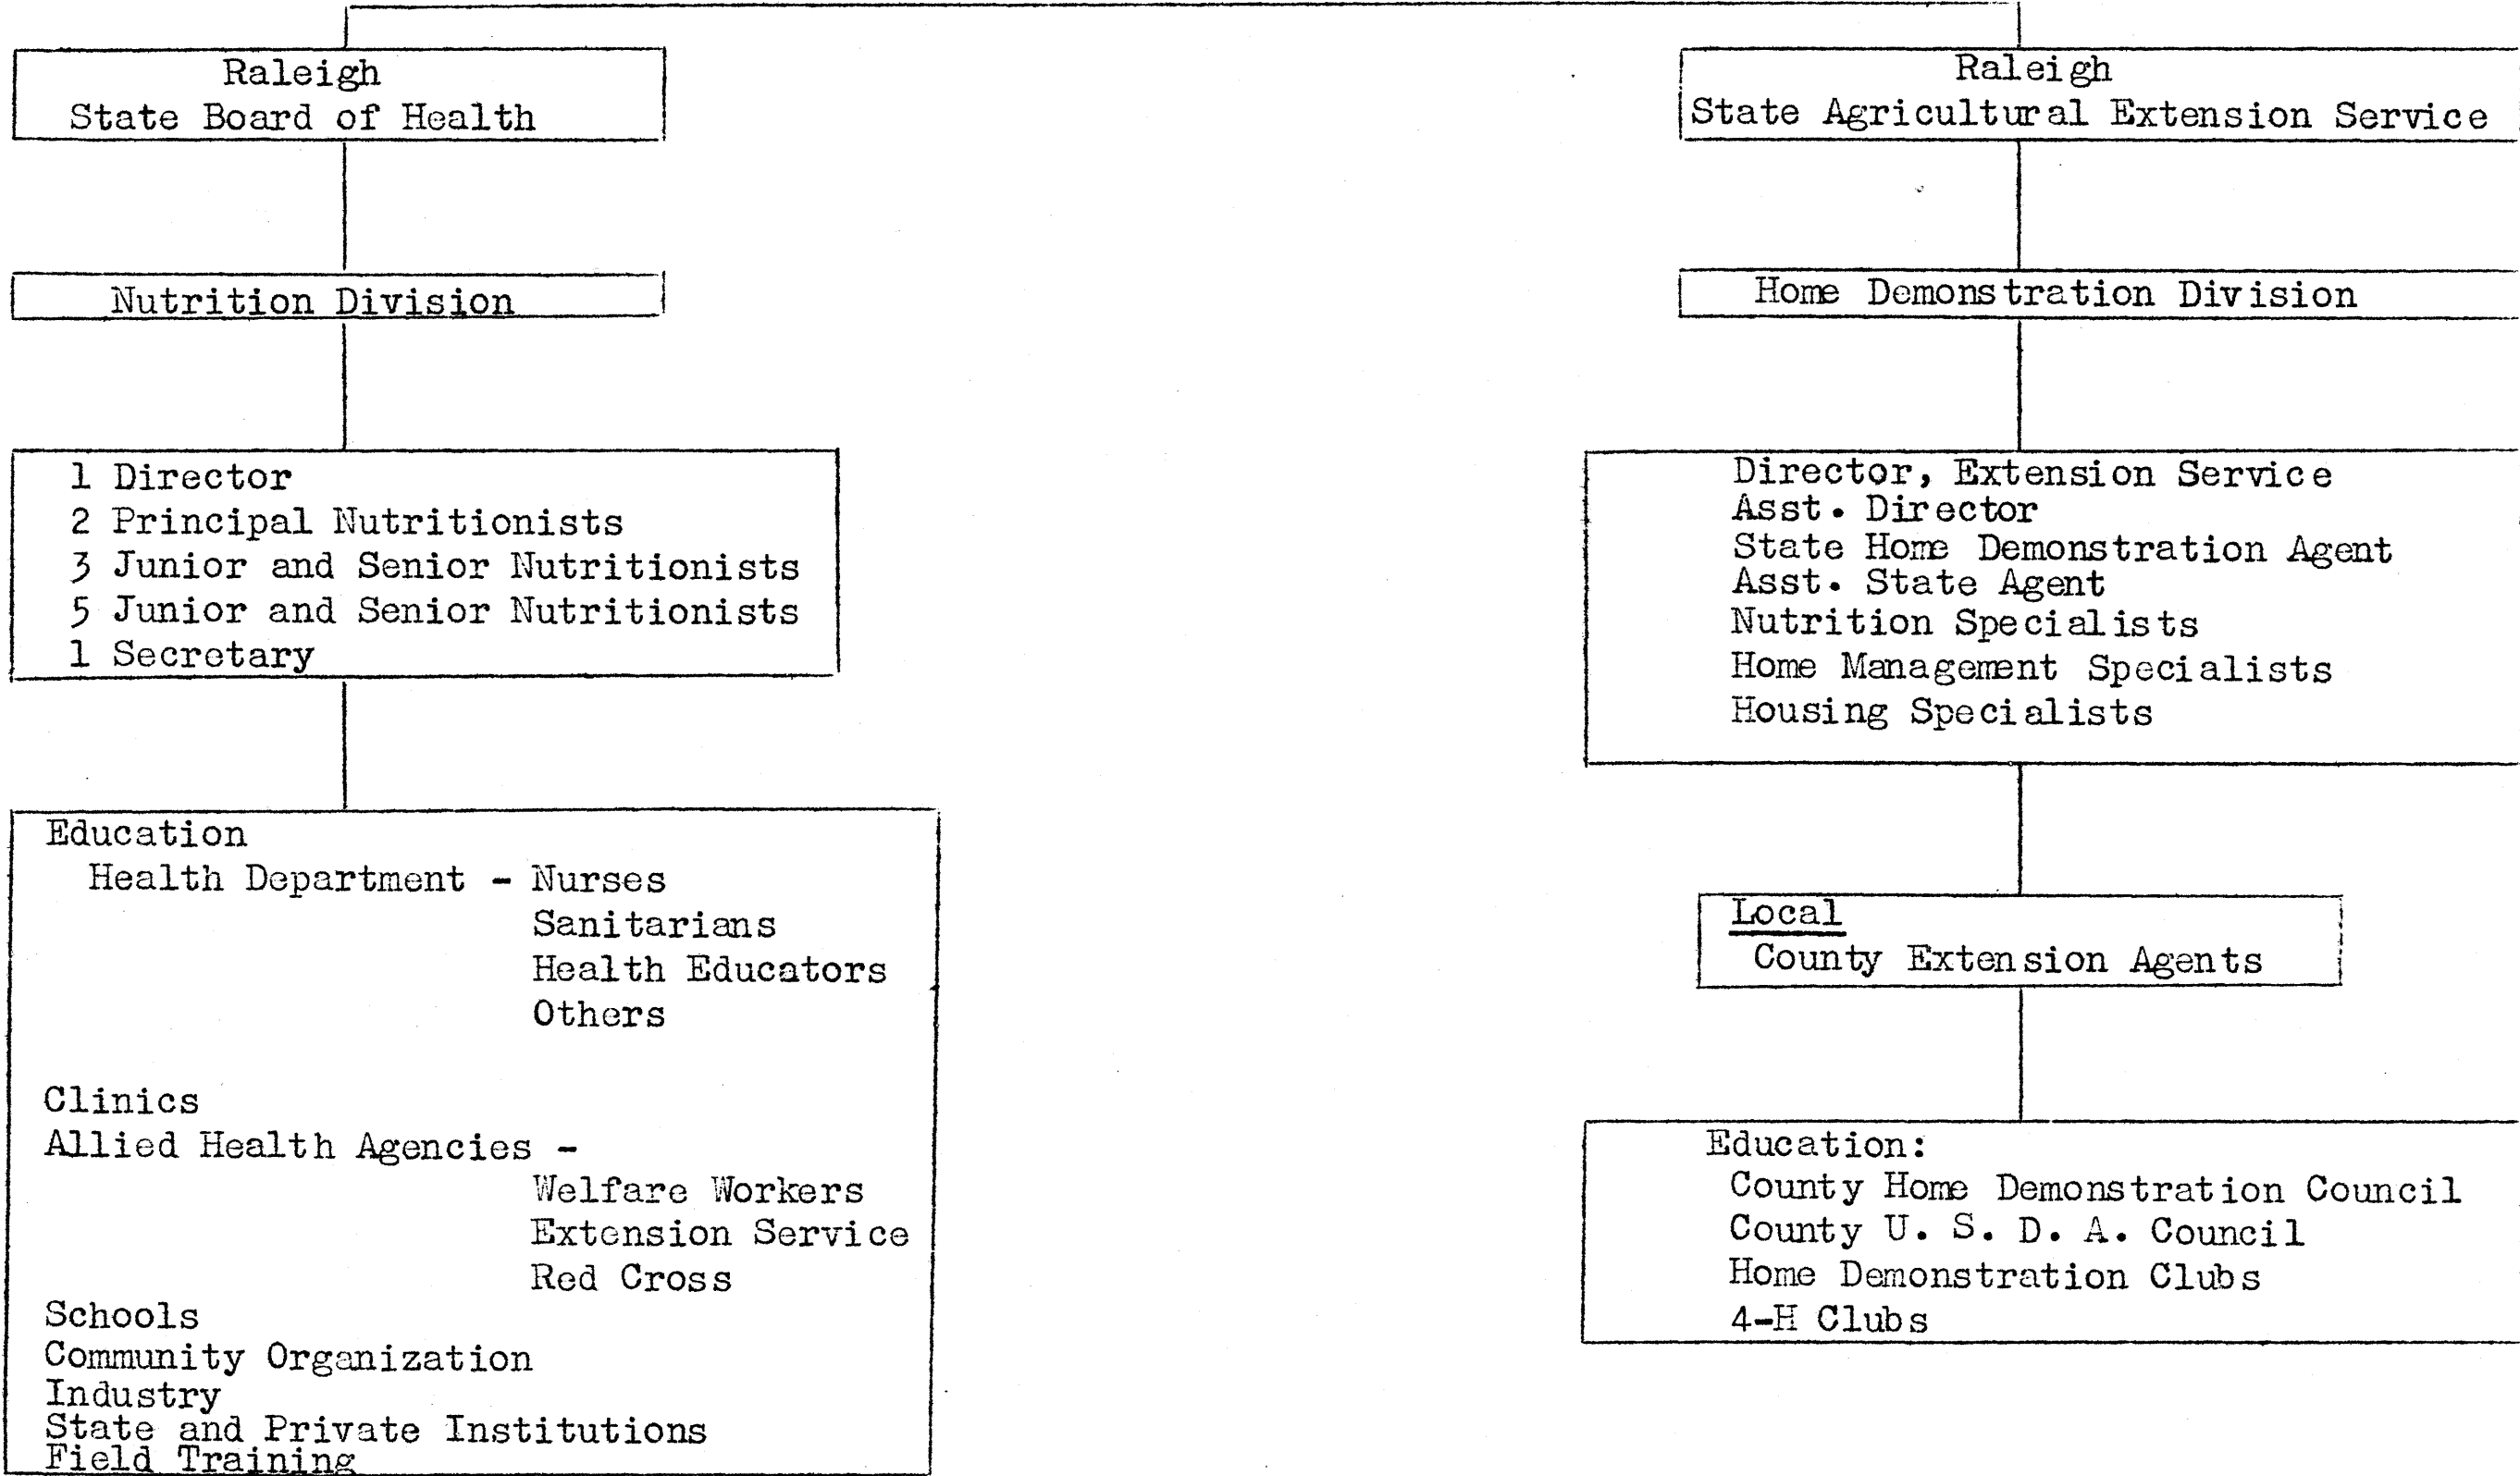 Raleigh
State Board of Health
Nutrition Division
1 Director
2 Principal Nutritionists
3 Junior and Senior Nutritionists
5 Junior and Senior Nutritionists
1 Secretary
Education
Health Department - Nurses
Sanitarians
Health Educators
Others
Clinics
Allied Health Agencies -
Welfare Workers
Extension Service
Red Cross
Schools
Community Organization
Industry
State and Private Institutions
Field Training
Raleigh
State Agricultural Extension Service
Home Demonstration Division
Director, Extension Service
Asst. Director
State Home Demonstration Agent
Asst. State Agent
Nutrition Specialists
Home Management Specialists
Housing Specialists
Local
County Extension Agents
Education:
County Home Demonstration Council
County U. S. D. A. Council
Home Demonstration Clubs
4-H Clubs